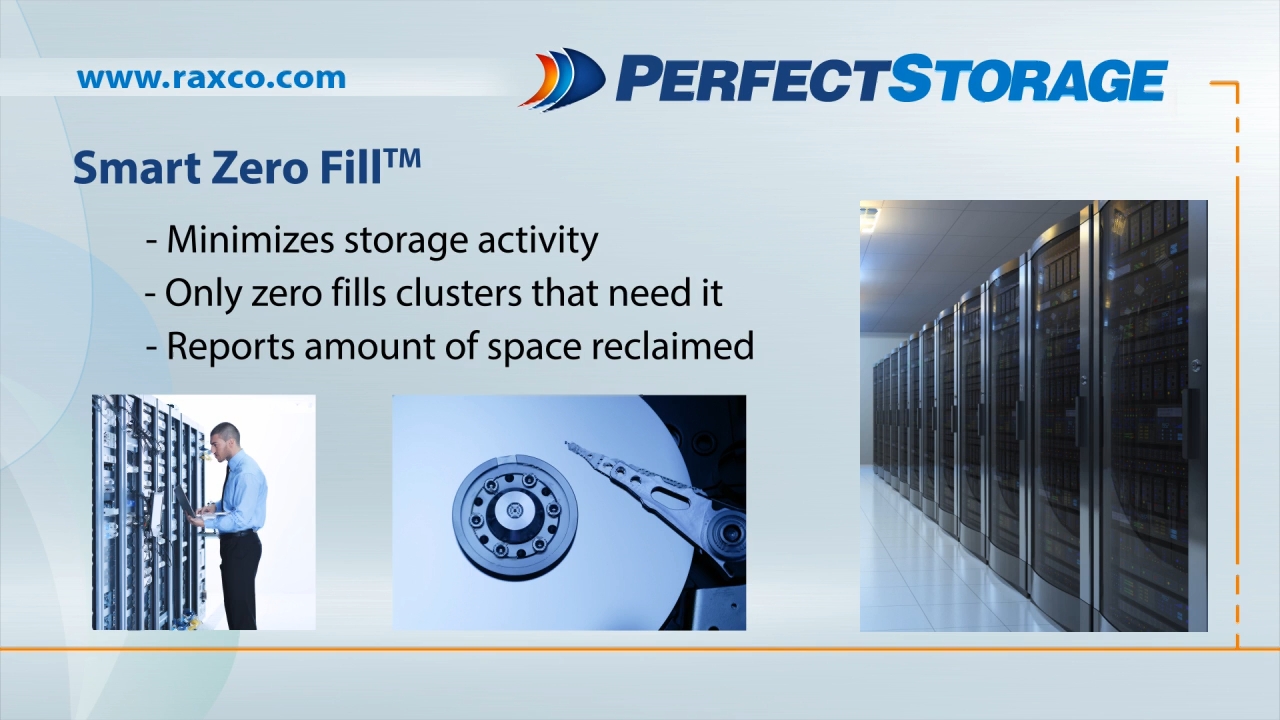 www.raxco.com
PERFECTSTORAGE
Smart Zero Fill™
- Minimizes storage activity
- Only zero fills clusters that need it
- Reports amount of space reclaimed